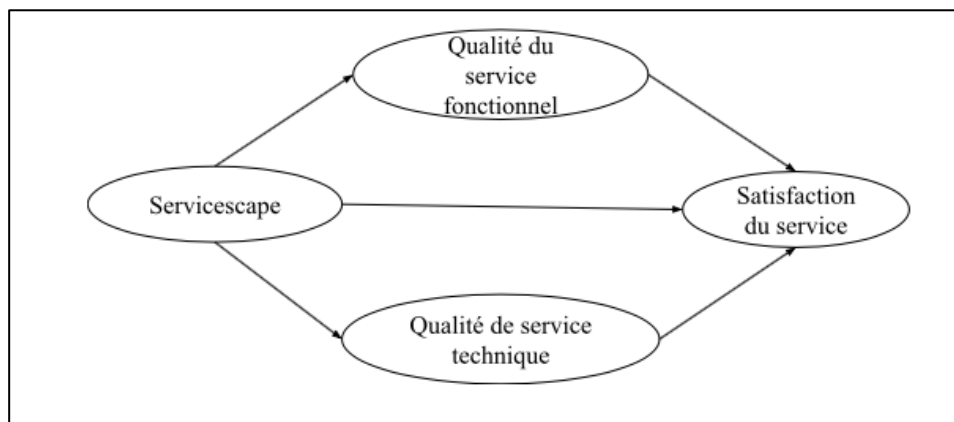 Qualité du
service
fonctionnel
Servicescape
Satisfaction
du service
Qualité de service
technique